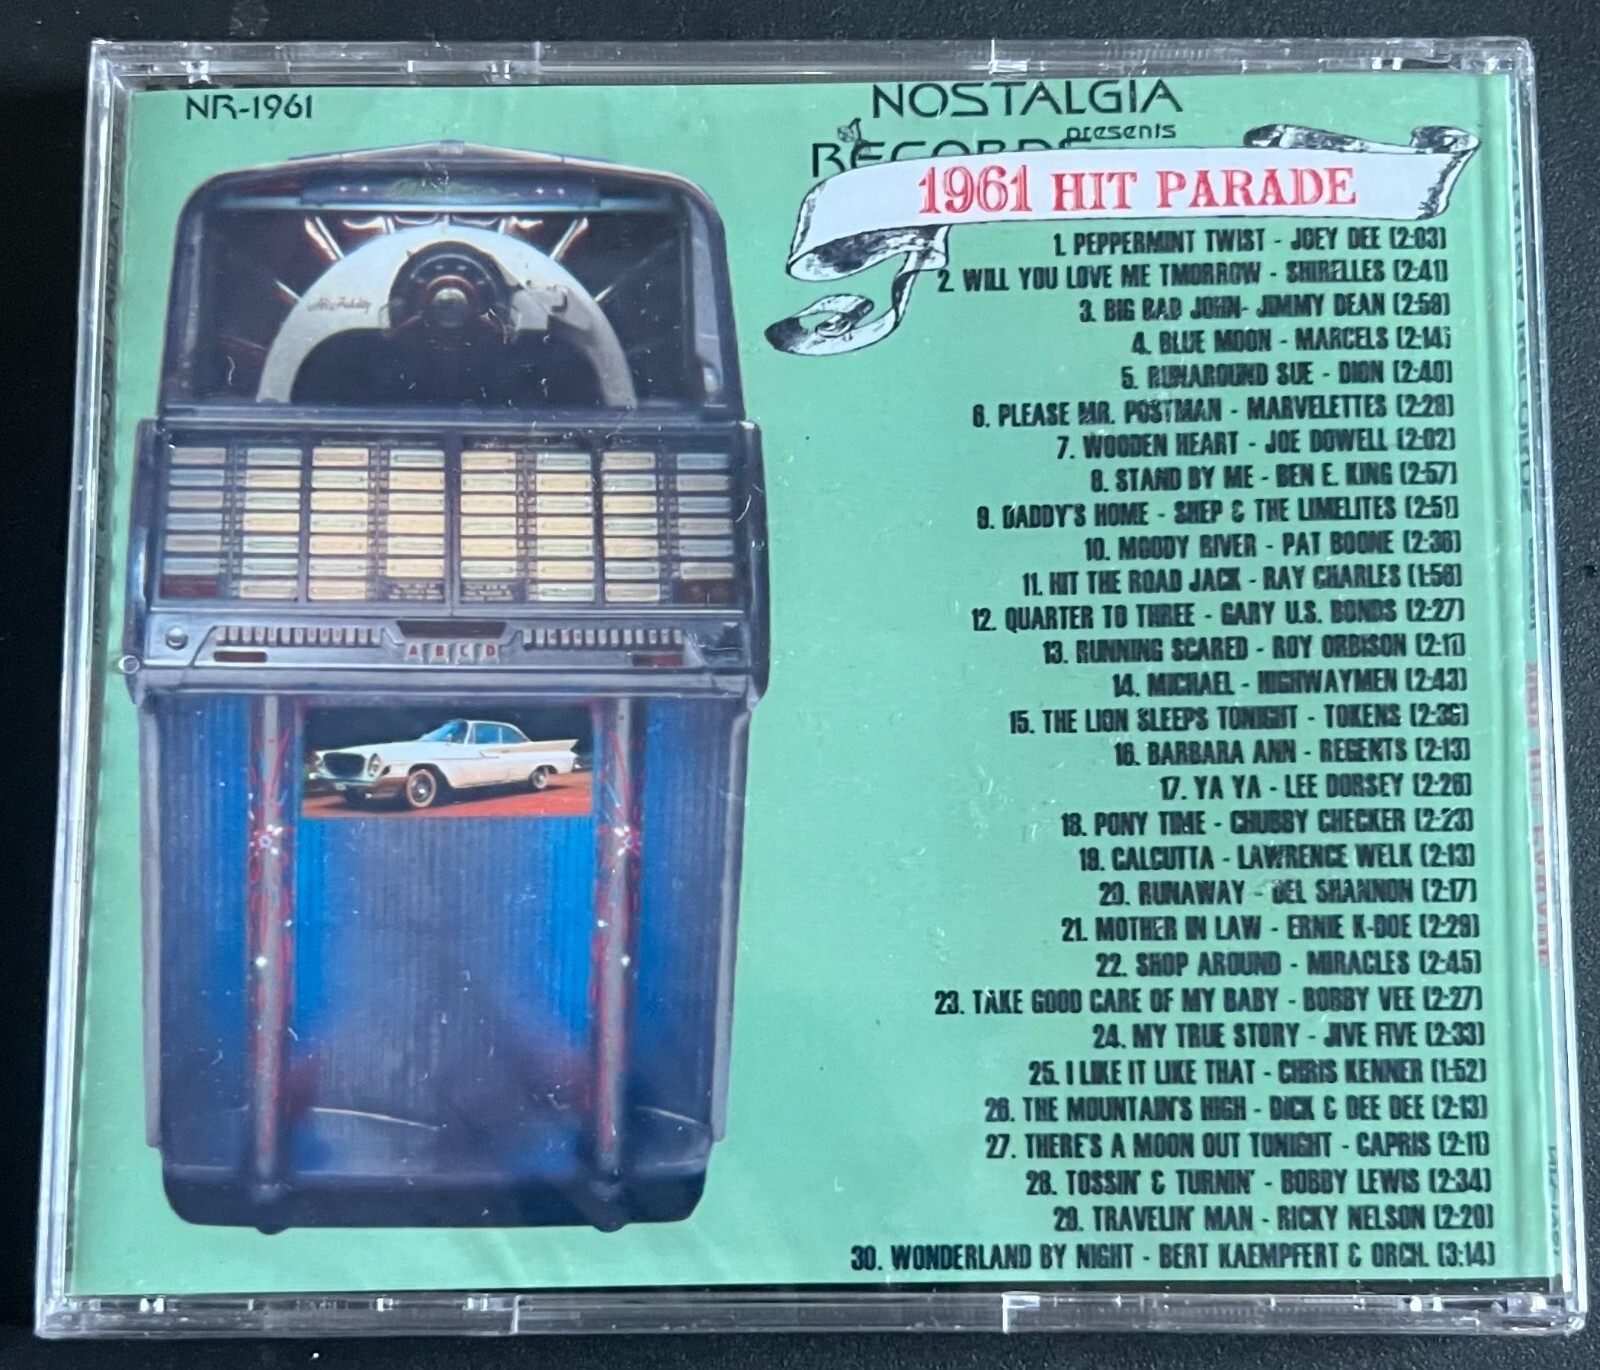 NR-1961
NOSTALGIA
presents
RECORDS
1961 HIT PARADE
1. PEPPERMINT TWIST - JOEY DEE (2:03)
2. WILL YOU LOVE ME TMORROW - SHIRELLES (2:41)
3. BIG BAD JOHN- JIMMY DEAN (2:58)
4. BLUE MOON - MARCELS (2:14)
5. RUNAROUND SUE - DION (2:40)
6. PLEASE MR. POSTMAN - MARVELETTES (2:28)
7. WOODEN HEART - JOE DOWELL (2:02)
8. STAND BY ME - BEN E. KING (2:57)
9. DADDY'S HOME - SHEP & THE LIMELITES (2:51)
10. MOODY RIVER - PAT BOONE (2:36)
11. HIT THE ROAD JACK - RAY CHARLES (1:56)
12. QUARTER TO THREE - GARY U.S. BONDS (2:27)
13. RUNNING SCARED - ROY ORBISON (2:11)
14. MICHAEL - HIGHWAYMEN (2:43)
15. THE LION SLEEPS TONIGHT - TOKENS (2:36)
16. BARBARA ANN - REGENTS (2:13)
17. YA YA - LEE DORSEY (2:26)
18. PONY TIME - CHUBBY CHECKER (2:23)
19. CALCUTTA - LAWRENCE WELK (2:13)
20. RUNAWAY - DEL SHANNON (2:17)
21. MOTHER IN LAW - ERNIE K-DOE (2:29)
22. SHOP AROUND - MIRACLES (2:45)
23. TAKE GOOD CARE OF MY BABY - BOBBY VEE (2:27)
24. MY TRUE STORY - JIVE FIVE (2:33)
25. I LIKE IT LIKE THAT - CHRIS KENNER (1:52)
26. THE MOUNTAIN'S HIGH - DICK & DEE DEE (2:13)
27. THERE'S A MOON OUT TONIGHT - CAPRIS (2:11)
28. TOSSIN' & TURNIN' - BOBBY LEWIS (2:34)
29. TRAVELIN' MAN - RICKY NELSON (2:20)
30. WONDERLAND BY NIGHT - BERT KAEMPFERT & ORCH. (3:14)
A B C D